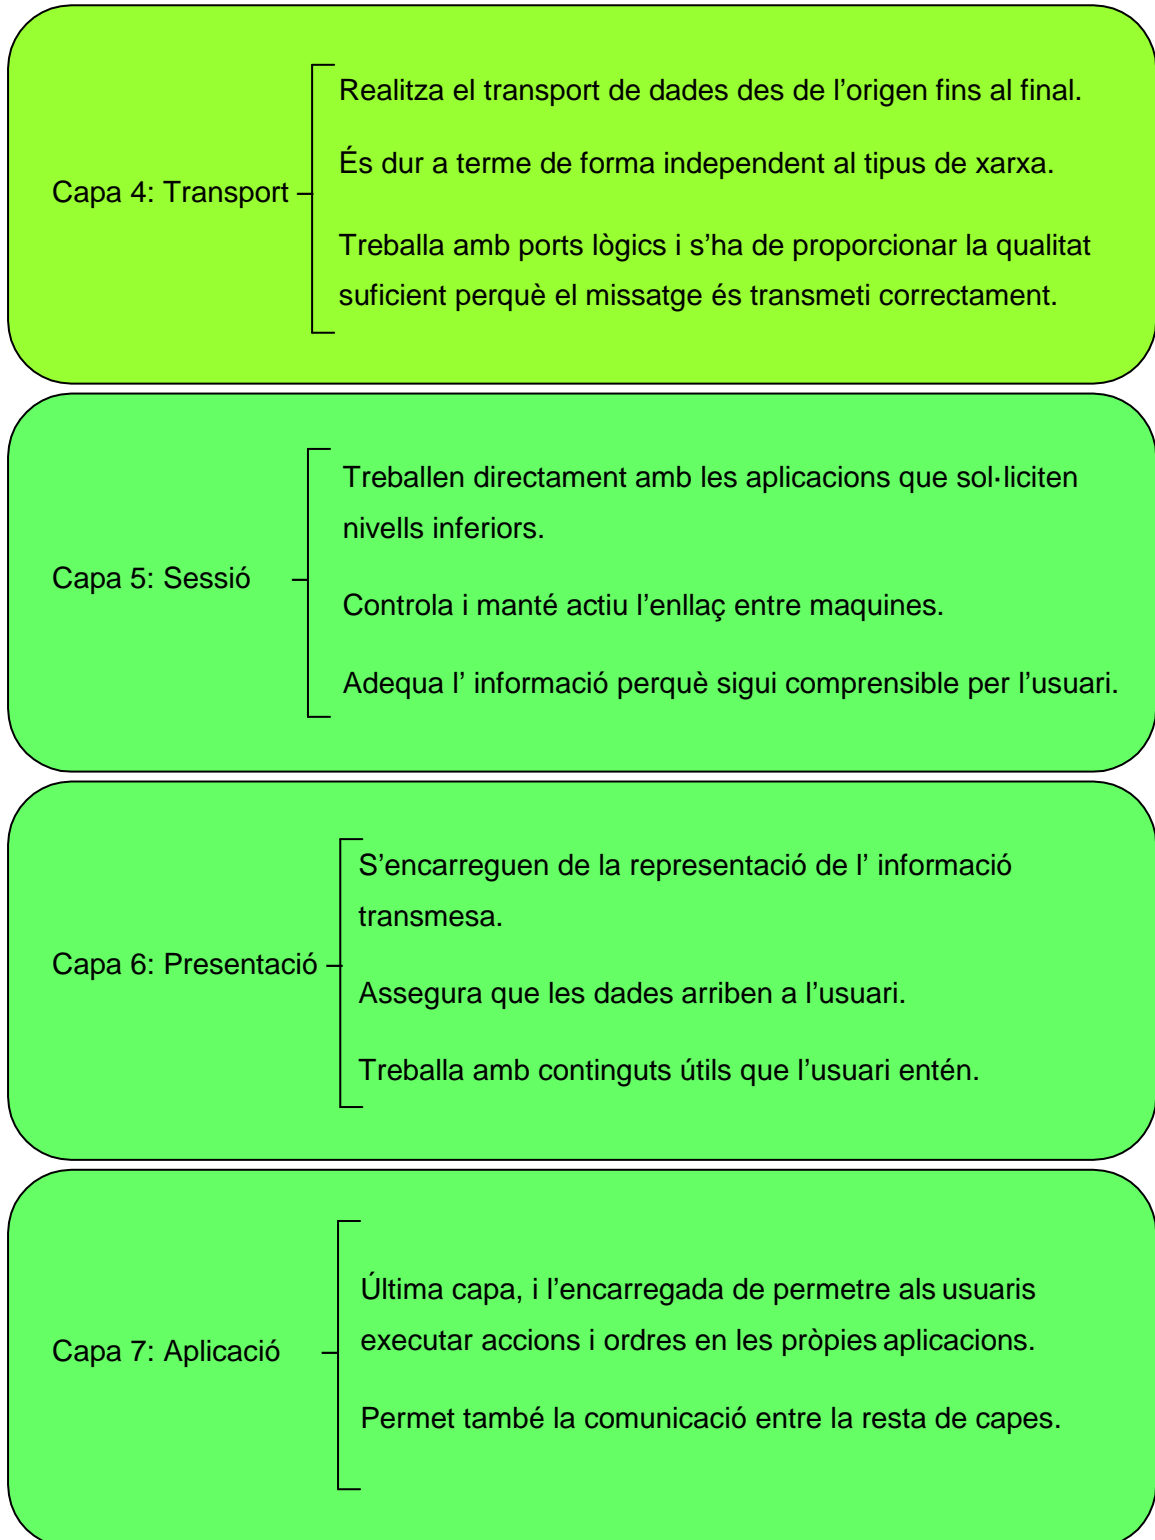 Realitza el transport de dades des de l’origen fins al final.
És dur a terme de forma independent al tipus de xarxa.
Capa 4: Transport
Treballa amb ports lògics i s’ha de proporcionar la qualitat
suficient perquè el missatge és transmeti correctament.
Treballen directament amb les aplicacions que sol·liciten
nivells inferiors.
Capa 5: Sessió
Controla i manté actiu l’enllaç entre maquines.
Adequa l’ informació perquè sigui comprensible per l’usuari.
S’encarreguen de la representació de l’ informació
transmesa.
Capa 6: Presentació
Assegura que les dades arriben a l’usuari.
Treballa amb continguts útils que l’usuari entén.
Última capa, i l’encarregada de permetre als usuaris
executar accions i ordres en les pròpies aplicacions.
Capa 7: Aplicació
Permet també la comunicació entre la resta de capes.